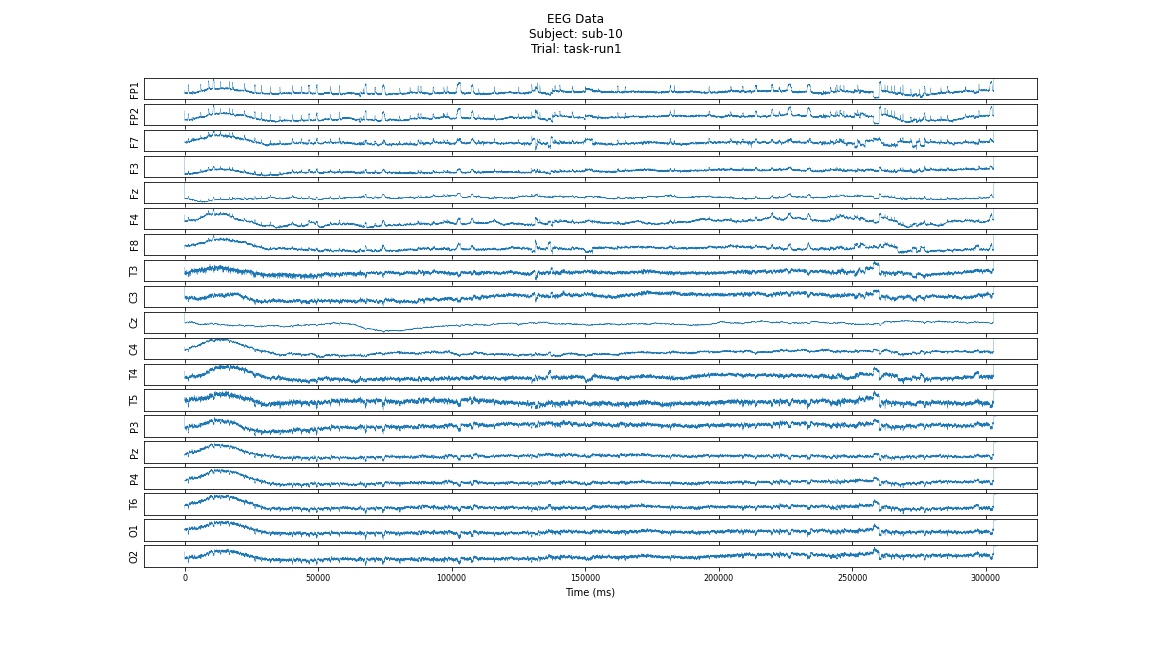 EEG Data
Subject: sub-10
Trial: task-run1
FP1
FP2
F7
F3
Fz
F4
F8
T3
C3
Cz
C4
T4
T5
P3
Pz
P4
T6
O1
O2
0 50000 100000 150000 200000 250000 300000
Time (ms)